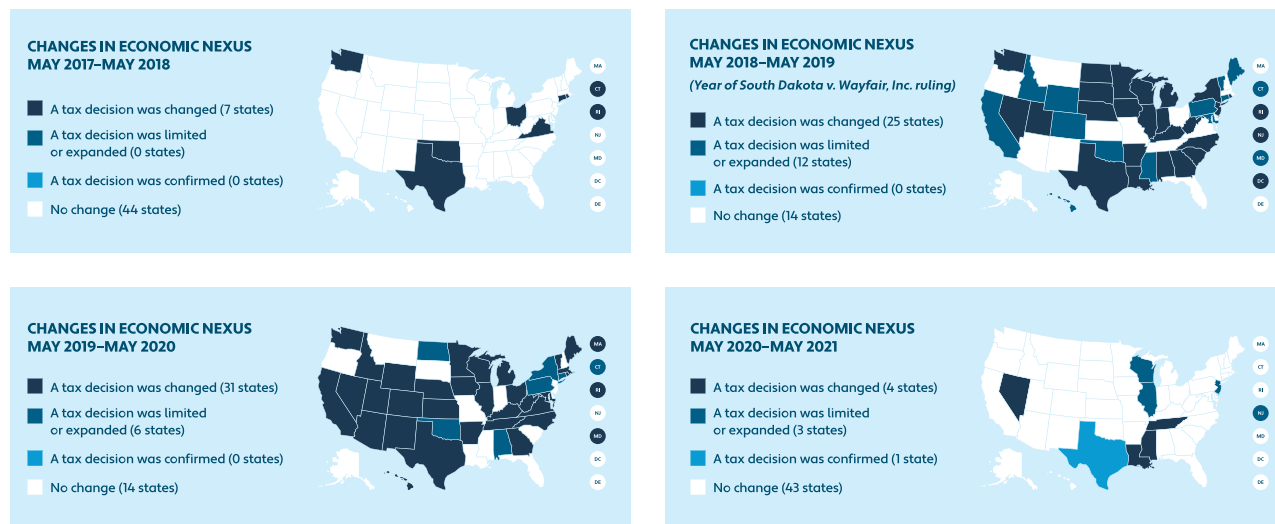 CHANGES IN ECONOMIC NEXUS
MAY 2017–MAY 2018
A tax decision was changed (7 states)
A tax decision was limited
or expanded (0 states)
A tax decision was confirmed (0 states)
No change (44 states)
MA
CT
RI
NJ
MD
DC
DE
CHANGES IN ECONOMIC NEXUS
MAY 2018–MAY 2019
(Year of South Dakota v. Wayfair, Inc. ruling)
A tax decision was changed (25 states)
A tax decision was limited
or expanded (12 states)
A tax decision was confirmed (0 states)
No change (14 states)
MA
CT
RI
NJ
MD
DC
DE
CHANGES IN ECONOMIC NEXUS
MAY 2019–MAY 2020
A tax decision was changed (31 states)
A tax decision was limited
or expanded (6 states)
A tax decision was confirmed (0 states)
No change (14 states)
MA
CT
RI
NJ
MD
DC
DE
CHANGES IN ECONOMIC NEXUS
MAY 2020–MAY 2021
A tax decision was changed (4 states)
A tax decision was limited
or expanded (3 states)
A tax decision was confirmed (1 state)
No change (43 states)
MA
CT
RI
NJ
MD
DC
DE